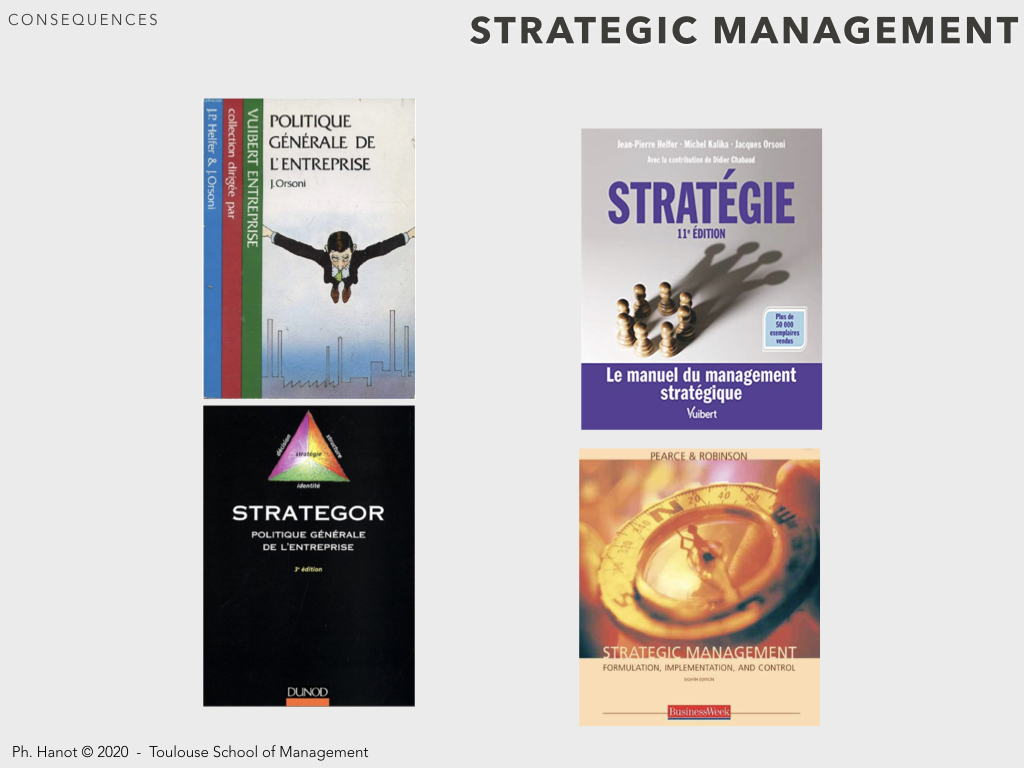 CONSEQUENCES
STRATEGIC MANAGEMENT
J.P. Helfer & J. Orsoni
collection dirigée par
VUIBERT ENTREPRISE
POLITIQUE
GÉNÉRALE DE
L'ENTREPRISE
J. Orsoni
Jean-Pierre Helfer · Michel Kalika · Jacques Orsoni
Avec la contribution de Didier Chabaud
STRATÉGIE
11e ÉDITION
Plus de
50 000
exemplaires
vendus
Le manuel du management
stratégique
Vuibert
décision
structure
stratégie
identité
STRATEGOR
POLITIQUE GÉNÉRALE
DE L'ENTREPRISE
3e édition
DUNOD
PEARCE & ROBINSON
N
20
40
60
STRATEGIC MANAGEMENT
FORMULATION, IMPLEMENTATION, AND CONTROL
EIGHTH EDITION
BusinessWeek
Ph. Hanot © 2020 - Toulouse School of Management